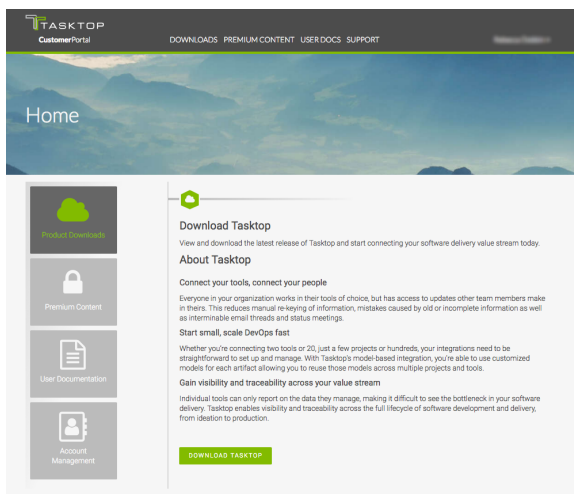 TASKTOP
CustomerPortal
DOWNLOADS PREMIUM CONTENT USER DOCS SUPPORT
Home
Product Downloads
Premium Content
User Documentation
Account
Management
Download Tasktop
View and download the latest release of Tasktop and start connecting your software delivery value stream today.
About Tasktop
Connect your tools, connect your people
Everyone in your organization works in their tools of choice, but has access to updates other team members make
in theirs. This reduces manual re-keying of information, mistakes caused by old or incomplete information as well
as interminable email threads and status meetings.
Start small, scale DevOps fast
Whether you're connecting two tools or 20, just a few projects or hundreds, your integrations need to be
straightforward to set up and manage. With Tasktop's model-based integration, you're able to use customized
models for each artifact allowing you to reuse those models across multiple projects and tools.
Gain visibility and traceability across your value stream
Individual tools can only report on the data they manage, making it difficult to see the bottleneck in your software
delivery. Tasktop enables visibility and traceability across the full lifecycle of software development and delivery,
from ideation to production.
DOWNLOAD TASKTOP